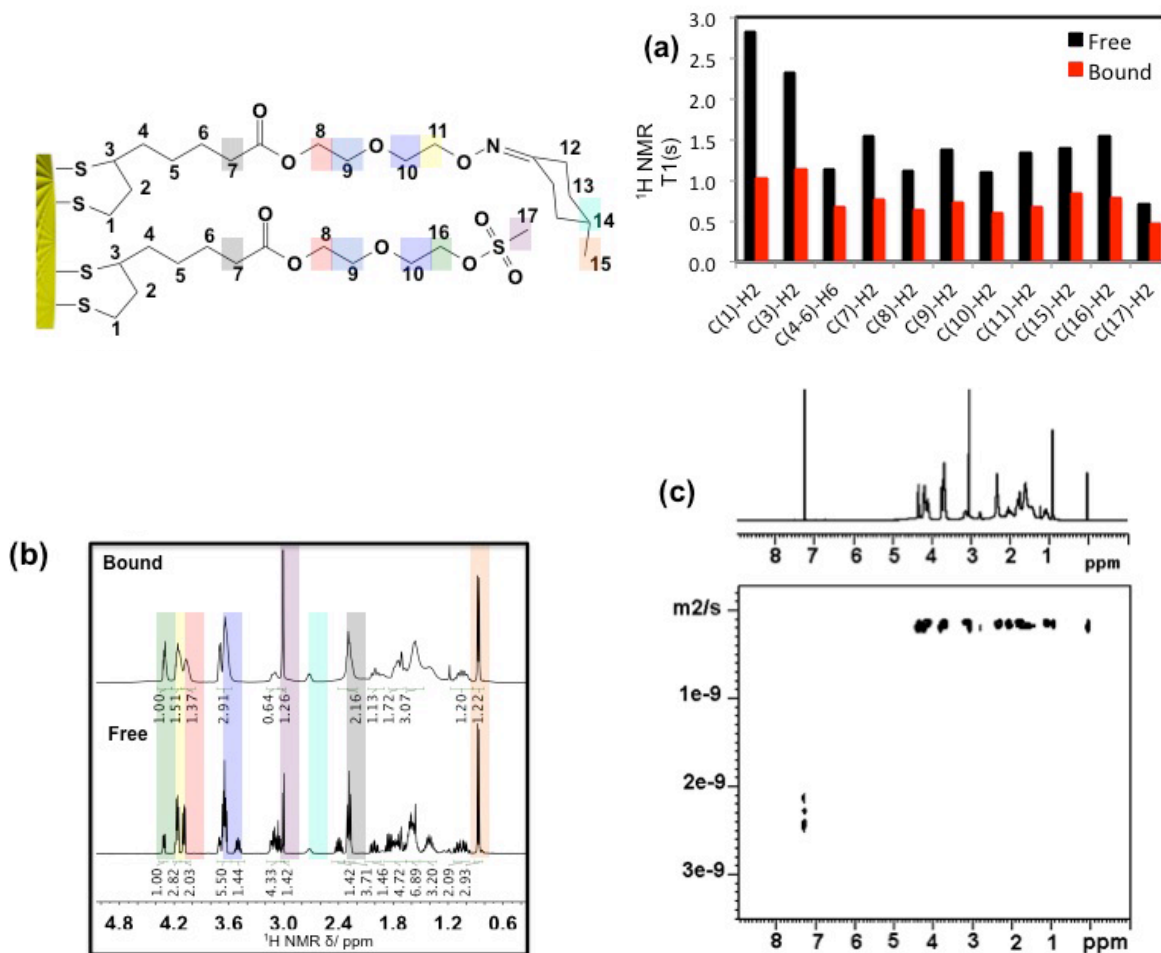 O
O
4
6
8
O
11
N
12
3
S
5
7
O
9
10
O
13
S
2
17
14
1
O
O
15
4
6
8
O
16
S
3
S
5
7
O
9
10
O
O
S
2
1
(a)
Free
Bound
¹H NMR
T1(s)
3.0
2.5
2.0
1.5
1.0
0.5
0.0
C(1)-H2
C(3)-H2
C(4-6)-H6
C(7)-H2
C(8)-H2
C(9)-H2
C(10)-H2
C(11)-H2
C(15)-H2
C(16)-H2
C(17)-H2
(b)
Bound
1.00 1.51 1.37 2.91 0.64 1.26 2.16 1.13 1.72 3.07 1.20 1.22
Free
1.00 2.82 2.03 5.50 1.44 4.33 1.42 1.42 3.71 1.46 4.72 6.89 3.20 2.09 2.93
4.8 4.2 3.6 3.0 2.4 1.8 1.2 0.6
¹H NMR δ/ ppm
(c)
8 7 6 5 4 3 2 1 ppm
m2/s
1e-9
2e-9
3e-9
8 7 6 5 4 3 2 1 ppm